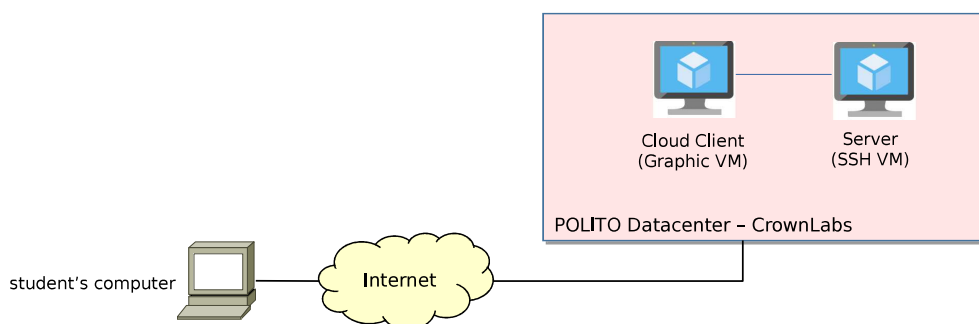 Cloud Client
(Graphic VM)
Server
(SSH VM)
POLITO Datacenter – CrownLabs
student's computer
Internet